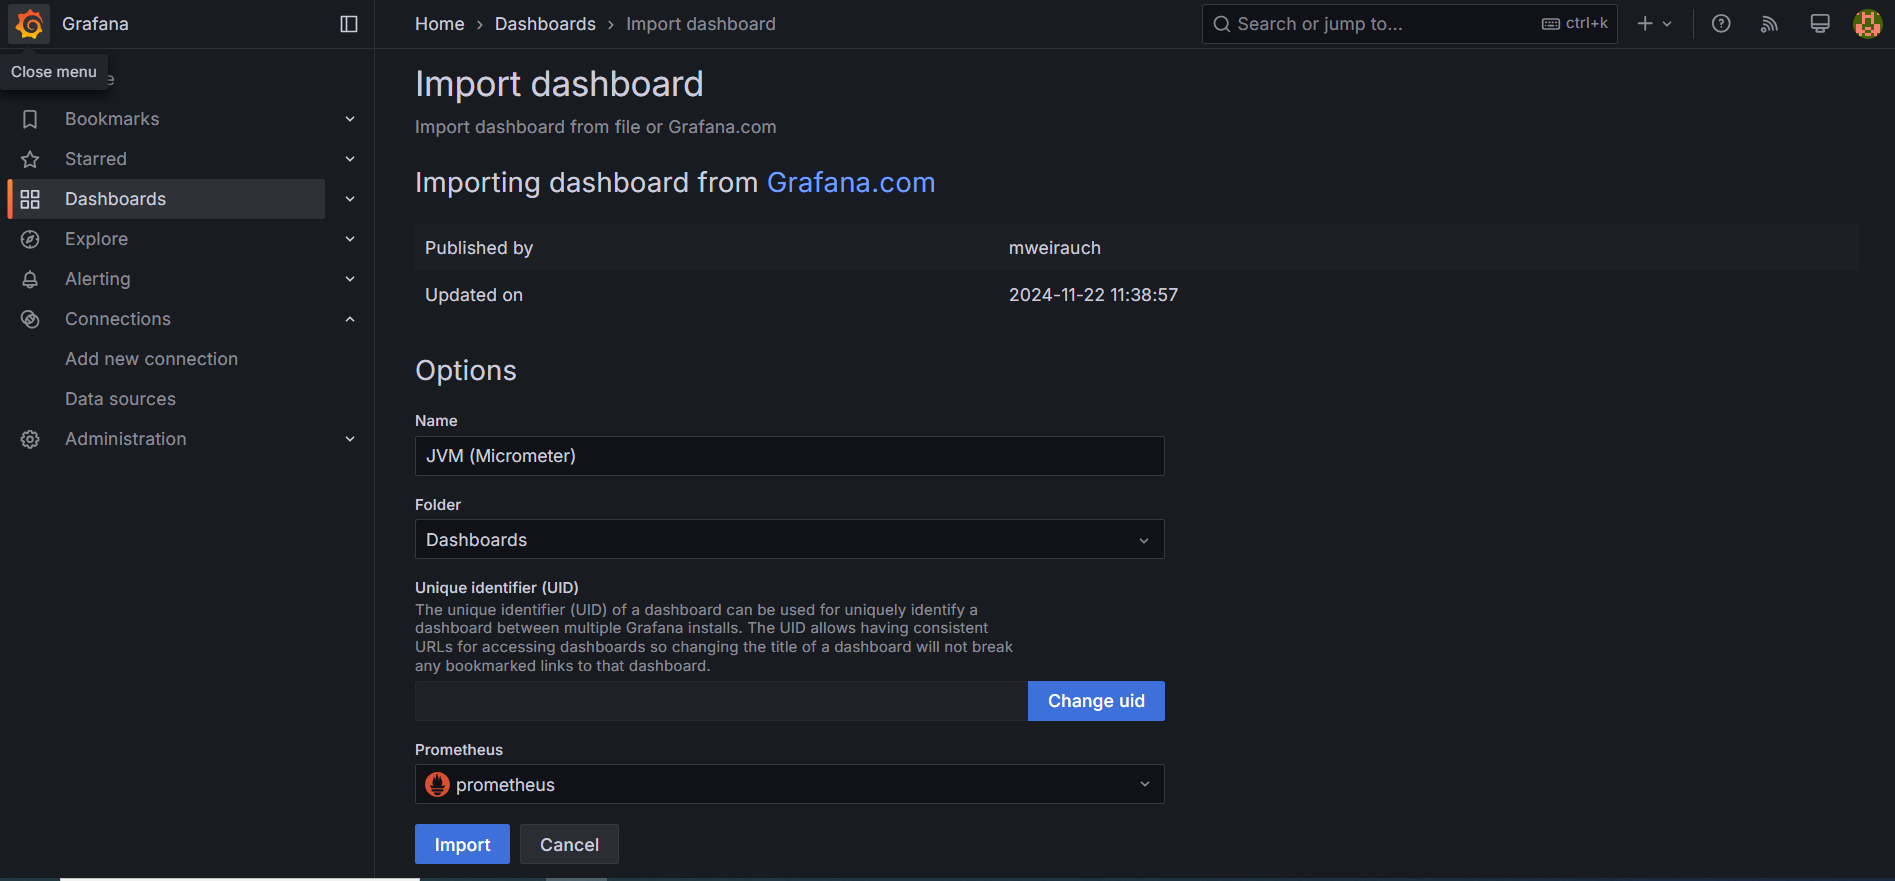 Grafana
Home › Dashboards › Import dashboard
Search or jump to...
ctrl+k
Close menu
e
Bookmarks
Starred
Dashboards
Explore
Alerting
Connections
Add new connection
Data sources
Administration
Import dashboard
Import dashboard from file or Grafana.com
Importing dashboard from Grafana.com
Published by mweirauch
Updated on 2024-11-22 11:38:57
Options
Name
JVM (Micrometer)
Folder
Dashboards
Unique identifier (UID)
The unique identifier (UID) of a dashboard can be used for uniquely identify a
dashboard between multiple Grafana installs. The UID allows having consistent
URLs for accessing dashboards so changing the title of a dashboard will not break
any bookmarked links to that dashboard.
Change uid
Prometheus
prometheus
Import
Cancel